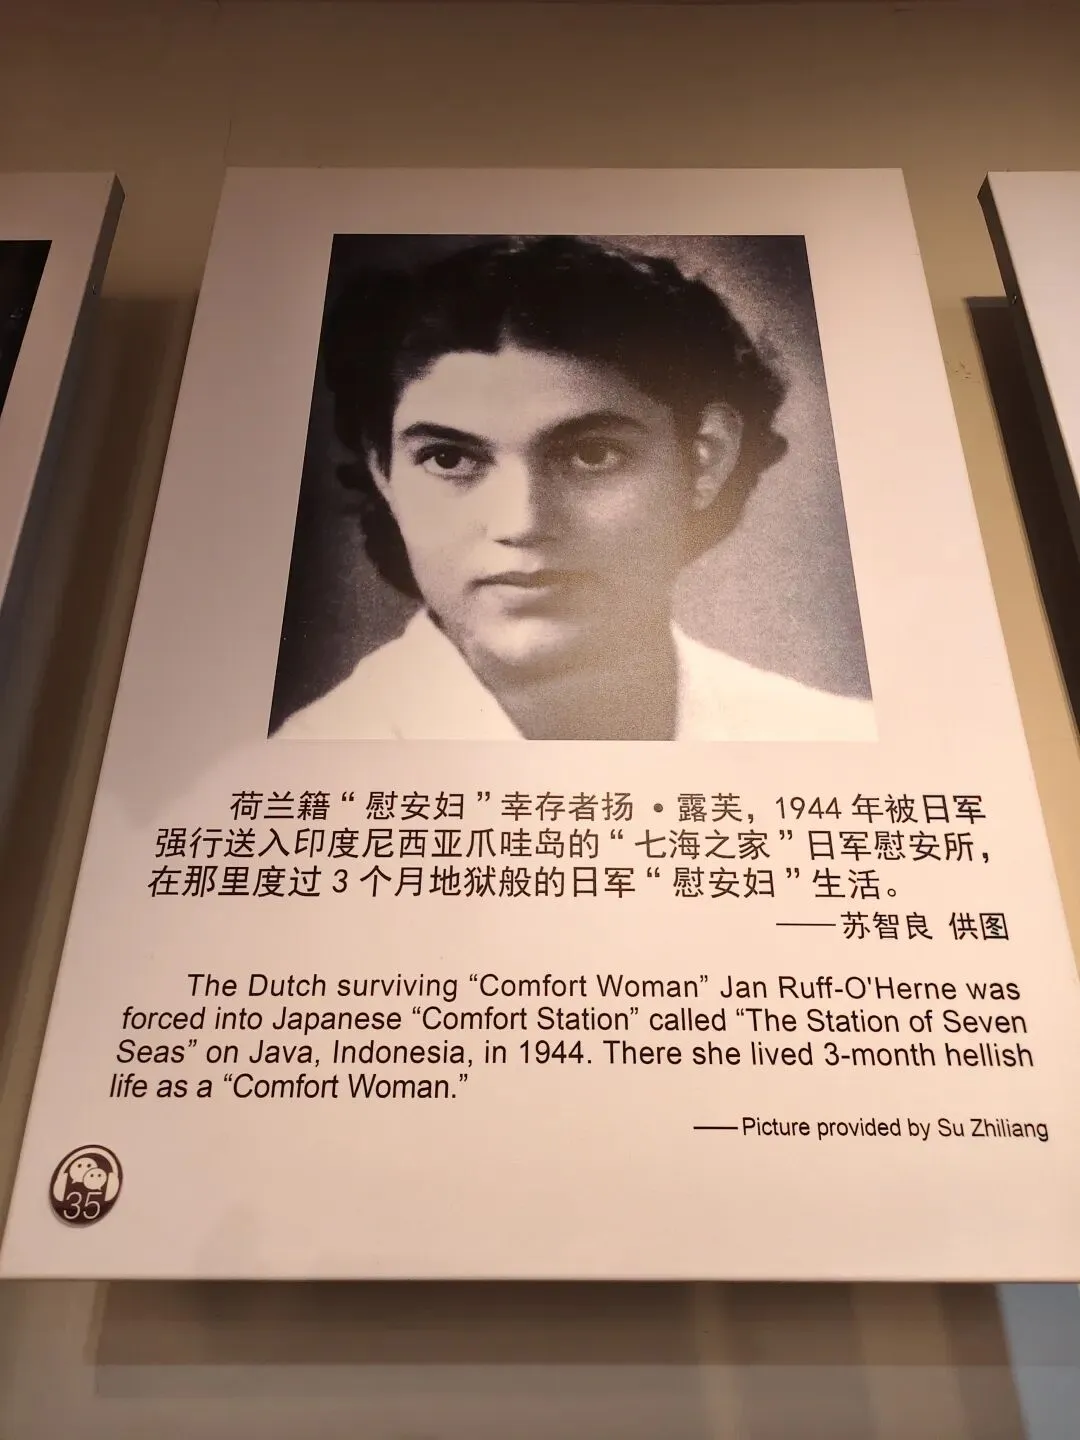 荷兰籍“慰安妇”幸存者扬·露芙，1944年被日军
强行送入印度尼西亚爪哇岛的“七海之家”日军慰安所，
在那里度过3个月地狱般的日军“慰安妇”生活。
——苏智良 供图
The Dutch surviving “Comfort Woman” Jan Ruff-O'Herne was
forced into Japanese “Comfort Station” called “The Station of Seven
Seas” on Java, Indonesia, in 1944. There she lived 3-month hellish
life as a “Comfort Woman.”
——Picture provided by Su Zhiliang
35